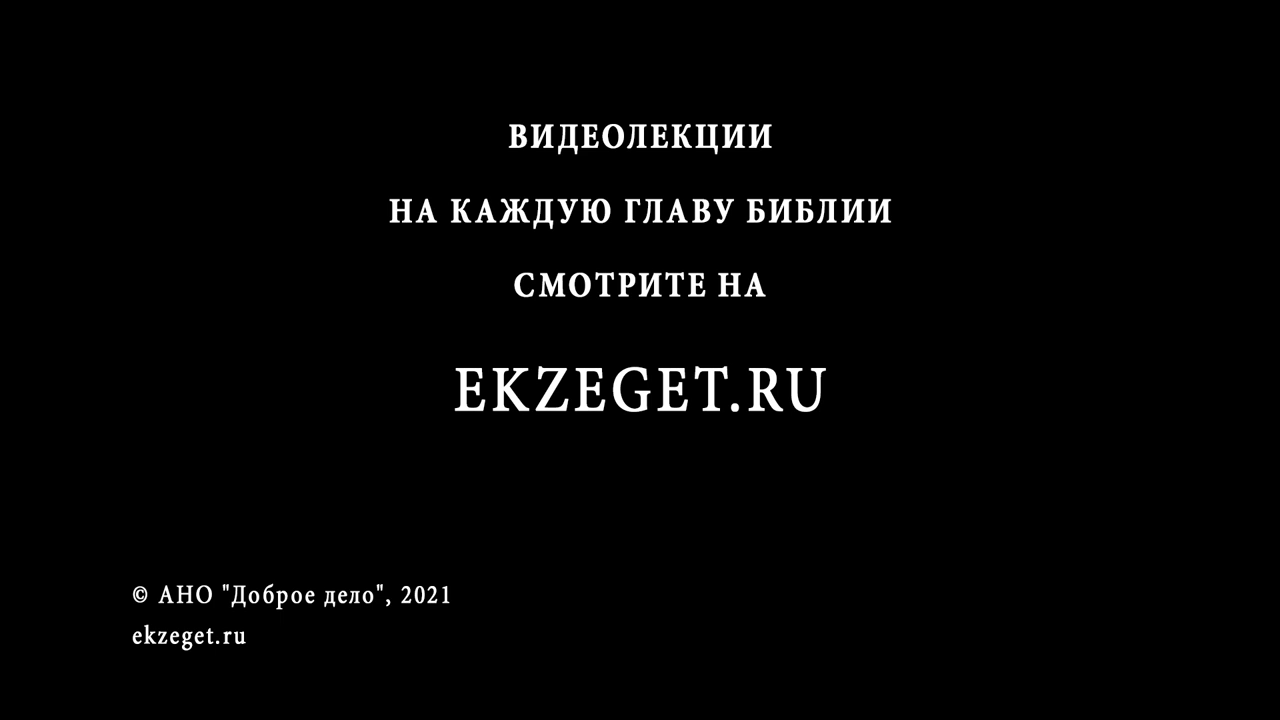 ВИДЕОЛЕКЦИИ
НА КАЖДУЮ ГЛАВУ БИБЛИИ
СМОТРИТЕ НА
EKZEGET.RU
© АНО "Доброе дело", 2021
ekzeget.ru